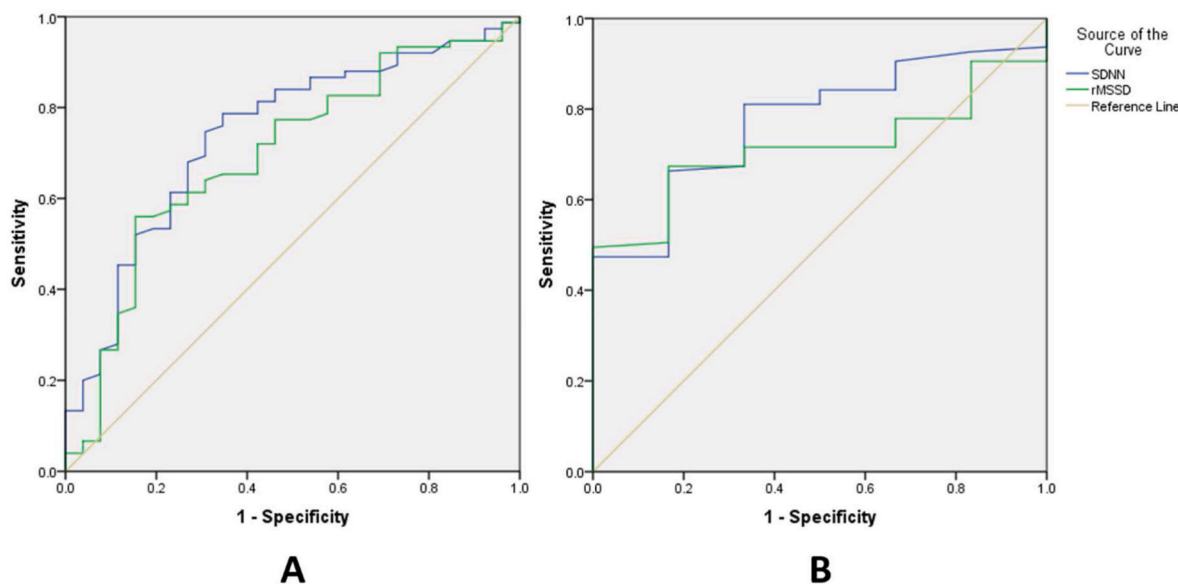 1.0
0.8
0.6
0.4
0.2
0.0
Sensitivity
0.0 0.2 0.4 0.6 0.8 1.0
1 - Specificity
A
1.0
0.8
0.6
0.4
0.2
0.0
Sensitivity
0.0 0.2 0.4 0.6 0.8 1.0
1 - Specificity
B
Source of the
Curve
SDNN
rMSSD
Reference Line